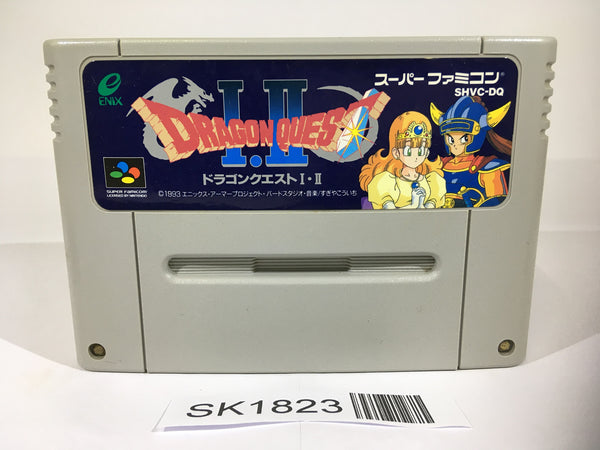 ENIX
スーパー ファミコン®
SHVC-DQ
I・II
DRAGON QUEST
ドラゴンクエスト I・II
SUPER FAMICOM
LICENSED BY NINTENDO
©1993 エニックス・アーマープロジェクト・バードスタジオ・音楽/すぎやこういち
SK1823